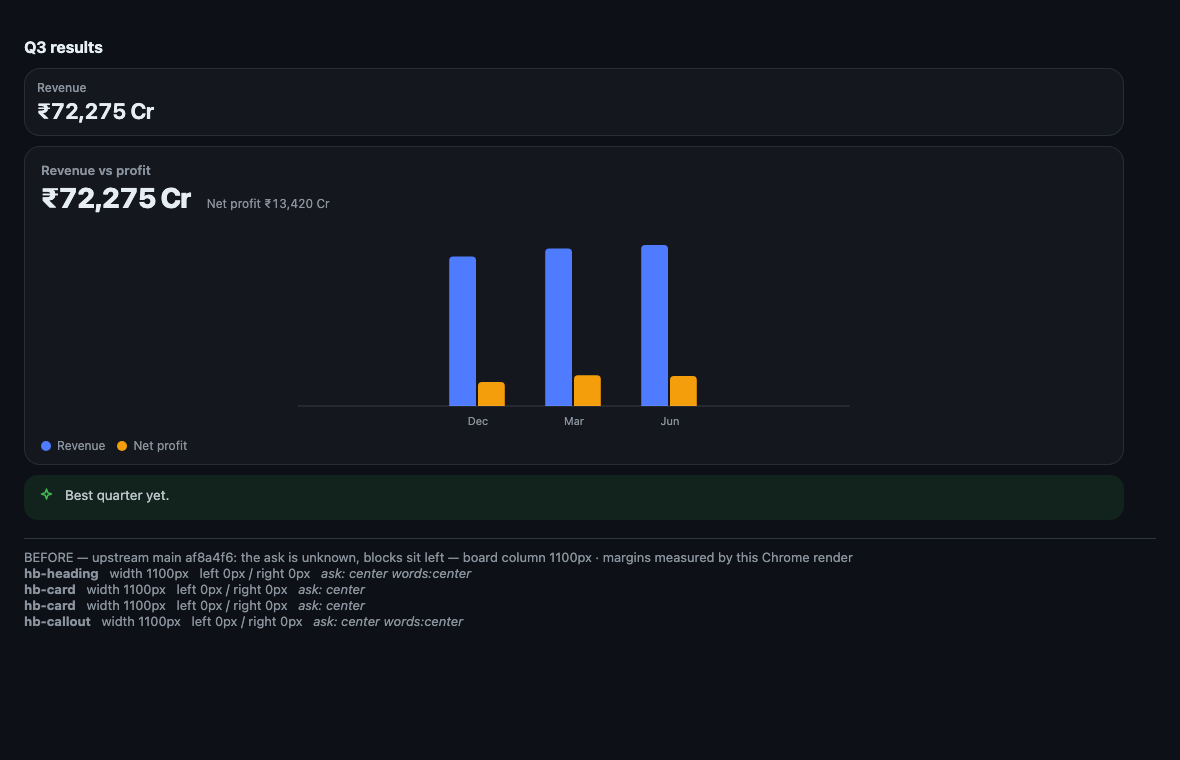 Q3 results
Revenue
₹72,275 Cr
Revenue vs profit
₹72,275 Cr Net profit ₹13,420 Cr
Dec Mar Jun
Revenue Net profit
Best quarter yet.
BEFORE — upstream main af8a4f6: the ask is unknown, blocks sit left — board column 1100px · margins measured by this Chrome render
hb-heading width 1100px left 0px / right 0px ask: center words:center
hb-card width 1100px left 0px / right 0px ask: center
hb-card width 1100px left 0px / right 0px ask: center
hb-callout width 1100px left 0px / right 0px ask: center words:center